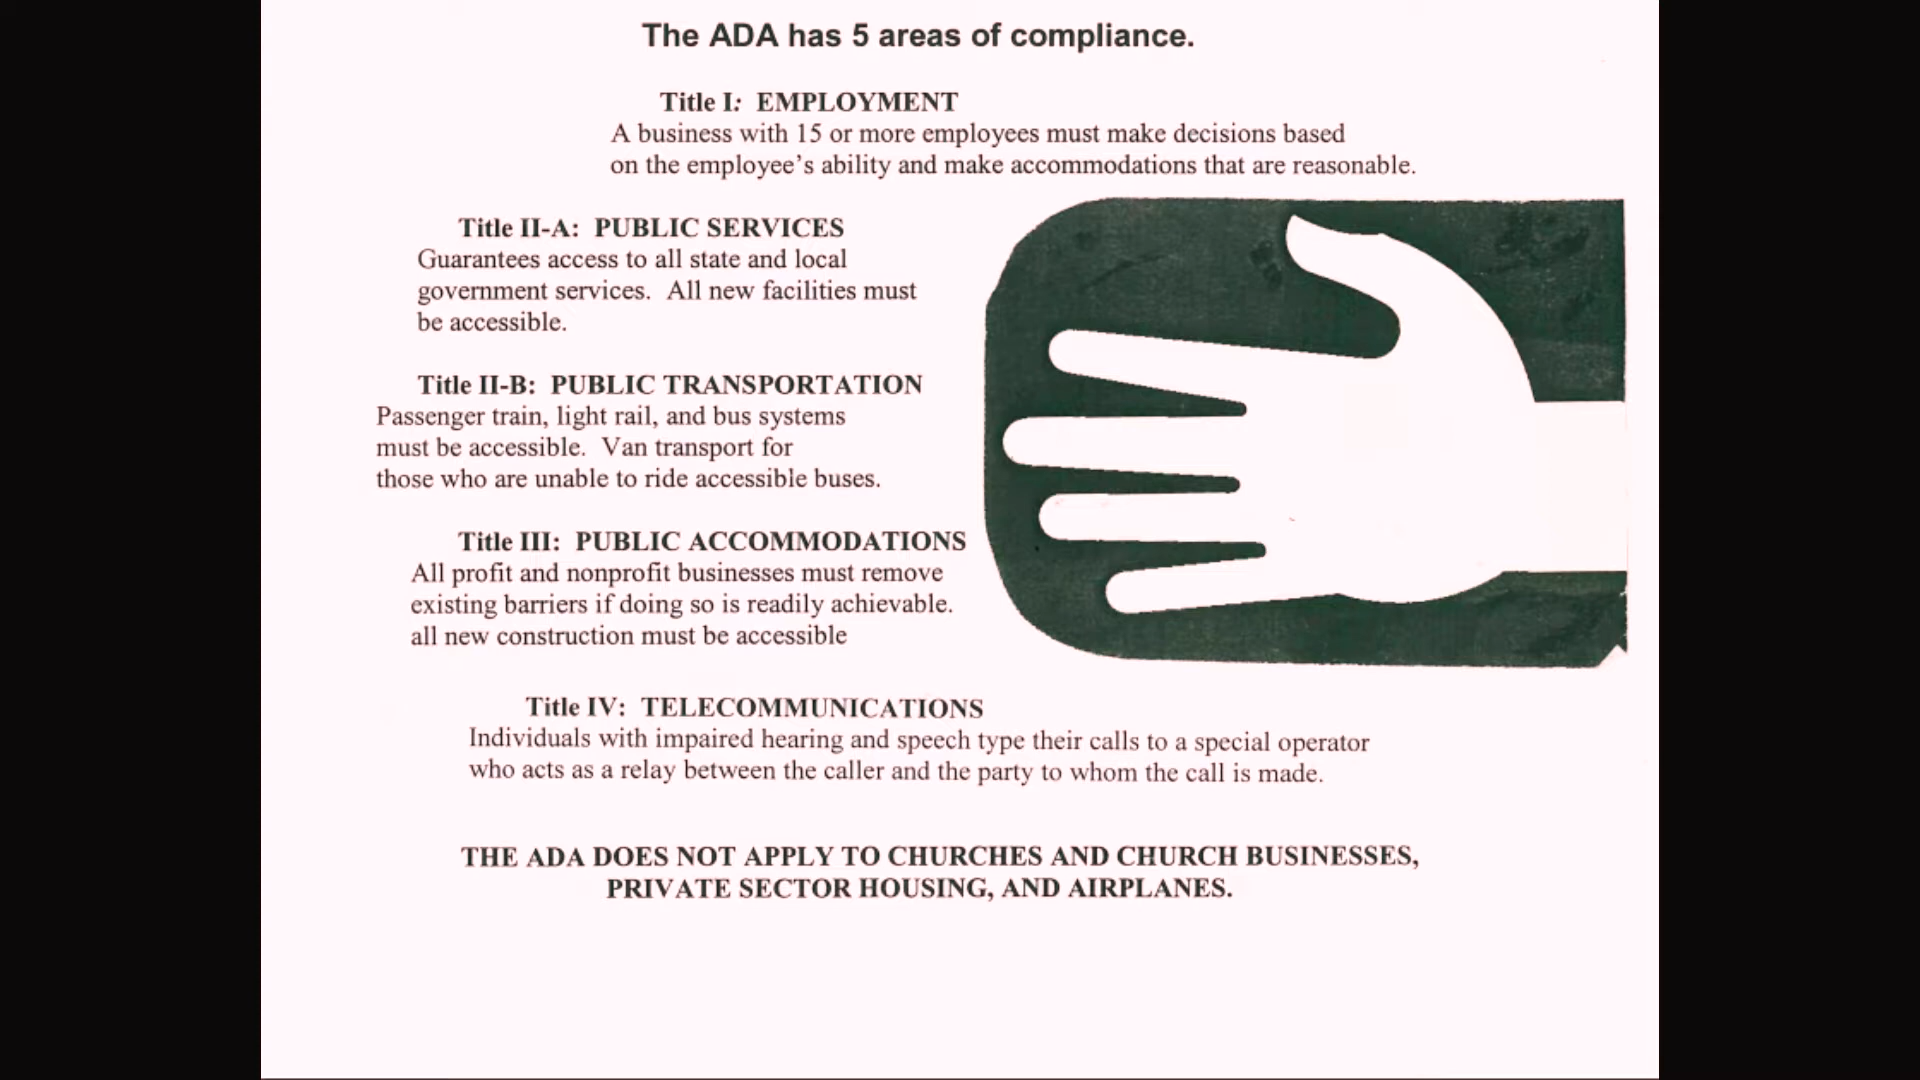 The ADA has 5 areas of compliance.
Title I: EMPLOYMENT
A business with 15 or more employees must make decisions based
on the employee’s ability and make accommodations that are reasonable.
Title II-A: PUBLIC SERVICES
Guarantees access to all state and local
government services. All new facilities must
be accessible.
Title II-B: PUBLIC TRANSPORTATION
Passenger train, light rail, and bus systems
must be accessible. Van transport for
those who are unable to ride accessible buses.
Title III: PUBLIC ACCOMMODATIONS
All profit and nonprofit businesses must remove
existing barriers if doing so is readily achievable.
all new construction must be accessible
Title IV: TELECOMMUNICATIONS
Individuals with impaired hearing and speech type their calls to a special operator
who acts as a relay between the caller and the party to whom the call is made.
THE ADA DOES NOT APPLY TO CHURCHES AND CHURCH BUSINESSES,
PRIVATE SECTOR HOUSING, AND AIRPLANES.